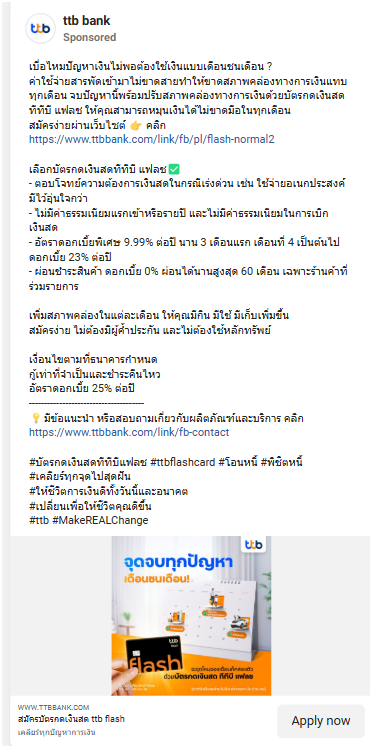 ttb bank
Sponsored
เบื่อไหมปัญหาเงินไม่พอต้องใช้เงินแบบเดือนชนเดือน ?
ค่าใช้จ่ายสารพัดเข้ามาไม่ขาดสายทำให้ขาดสภาพคล่องทางการเงินแทบ
ทุกเดือน จบปัญหานี้พร้อมปรับสภาพคล่องทางการเงินด้วยบัตรกดเงินสด
ทีทีบี แฟลช ให้คุณสามารถหมุนเงินได้ไม่ขาดมือในทุกเดือน
สมัครง่ายผ่านเว็บไซต์ 👉 คลิก
https://www.ttbbank.com/link/fb/pl/flash-normal2
เลือกบัตรกดเงินสดทีทีบี แฟลช✅
- ตอบโจทย์ความต้องการเงินสดในกรณีเร่งด่วน เช่น ใช้จ่ายอเนกประสงค์
มีไว้อุ่นใจกว่า
- ไม่มีค่าธรรมเนียมแรกเข้าหรือรายปี และไม่มีค่าธรรมเนียมในการเบิก
เงินสด
- อัตราดอกเบี้ยพิเศษ 9.99% ต่อปี นาน 3 เดือนแรก เดือนที่ 4 เป็นต้นไป
ดอกเบี้ย 23% ต่อปี
- ผ่อนชำระสินค้า ดอกเบี้ย 0% ผ่อนได้นานสูงสุด 60 เดือน เฉพาะร้านค้าที่
ร่วมรายการ
เพิ่มสภาพคล่องในแต่ละเดือน ให้คุณมีกิน มีใช้ มีเก็บเพิ่มขึ้น
สมัครง่าย ไม่ต้องมีผู้ค้ำประกัน และไม่ต้องใช้หลักทรัพย์
เงื่อนไขตามที่ธนาคารกำหนด
กู้เท่าที่จำเป็นและชำระคืนไหว
อัตราดอกเบี้ย 25% ต่อปี
----------------------------------------
💡 มีข้อแนะนำ หรือสอบถามเกี่ยวกับผลิตภัณฑ์และบริการ คลิก
https://www.ttbbank.com/link/fb-contact
#บัตรกดเงินสดทีทีบีแฟลช #ttbflashcard #โอนหนี้ #พิชิตหนี้
#เคลียร์ทุกจุดไปสุดฝัน
#ให้ชีวิตการเงินดีทั้งวันนี้และอนาคต
#เปลี่ยนเพื่อให้ชีวิตคุณดีขึ้น
#ttb #MakeREALChange
ttb
จุดจบทุกปัญหา
เดือนชนเดือน!
flash
ด้วยบัตรกดเงินสด ทีทีบี แฟลช
WWW.TTBBANK.COM
สมัครบัตรกดเงินสด ttb flash
เคลียร์ทุกปัญหาการเงิน
Apply now